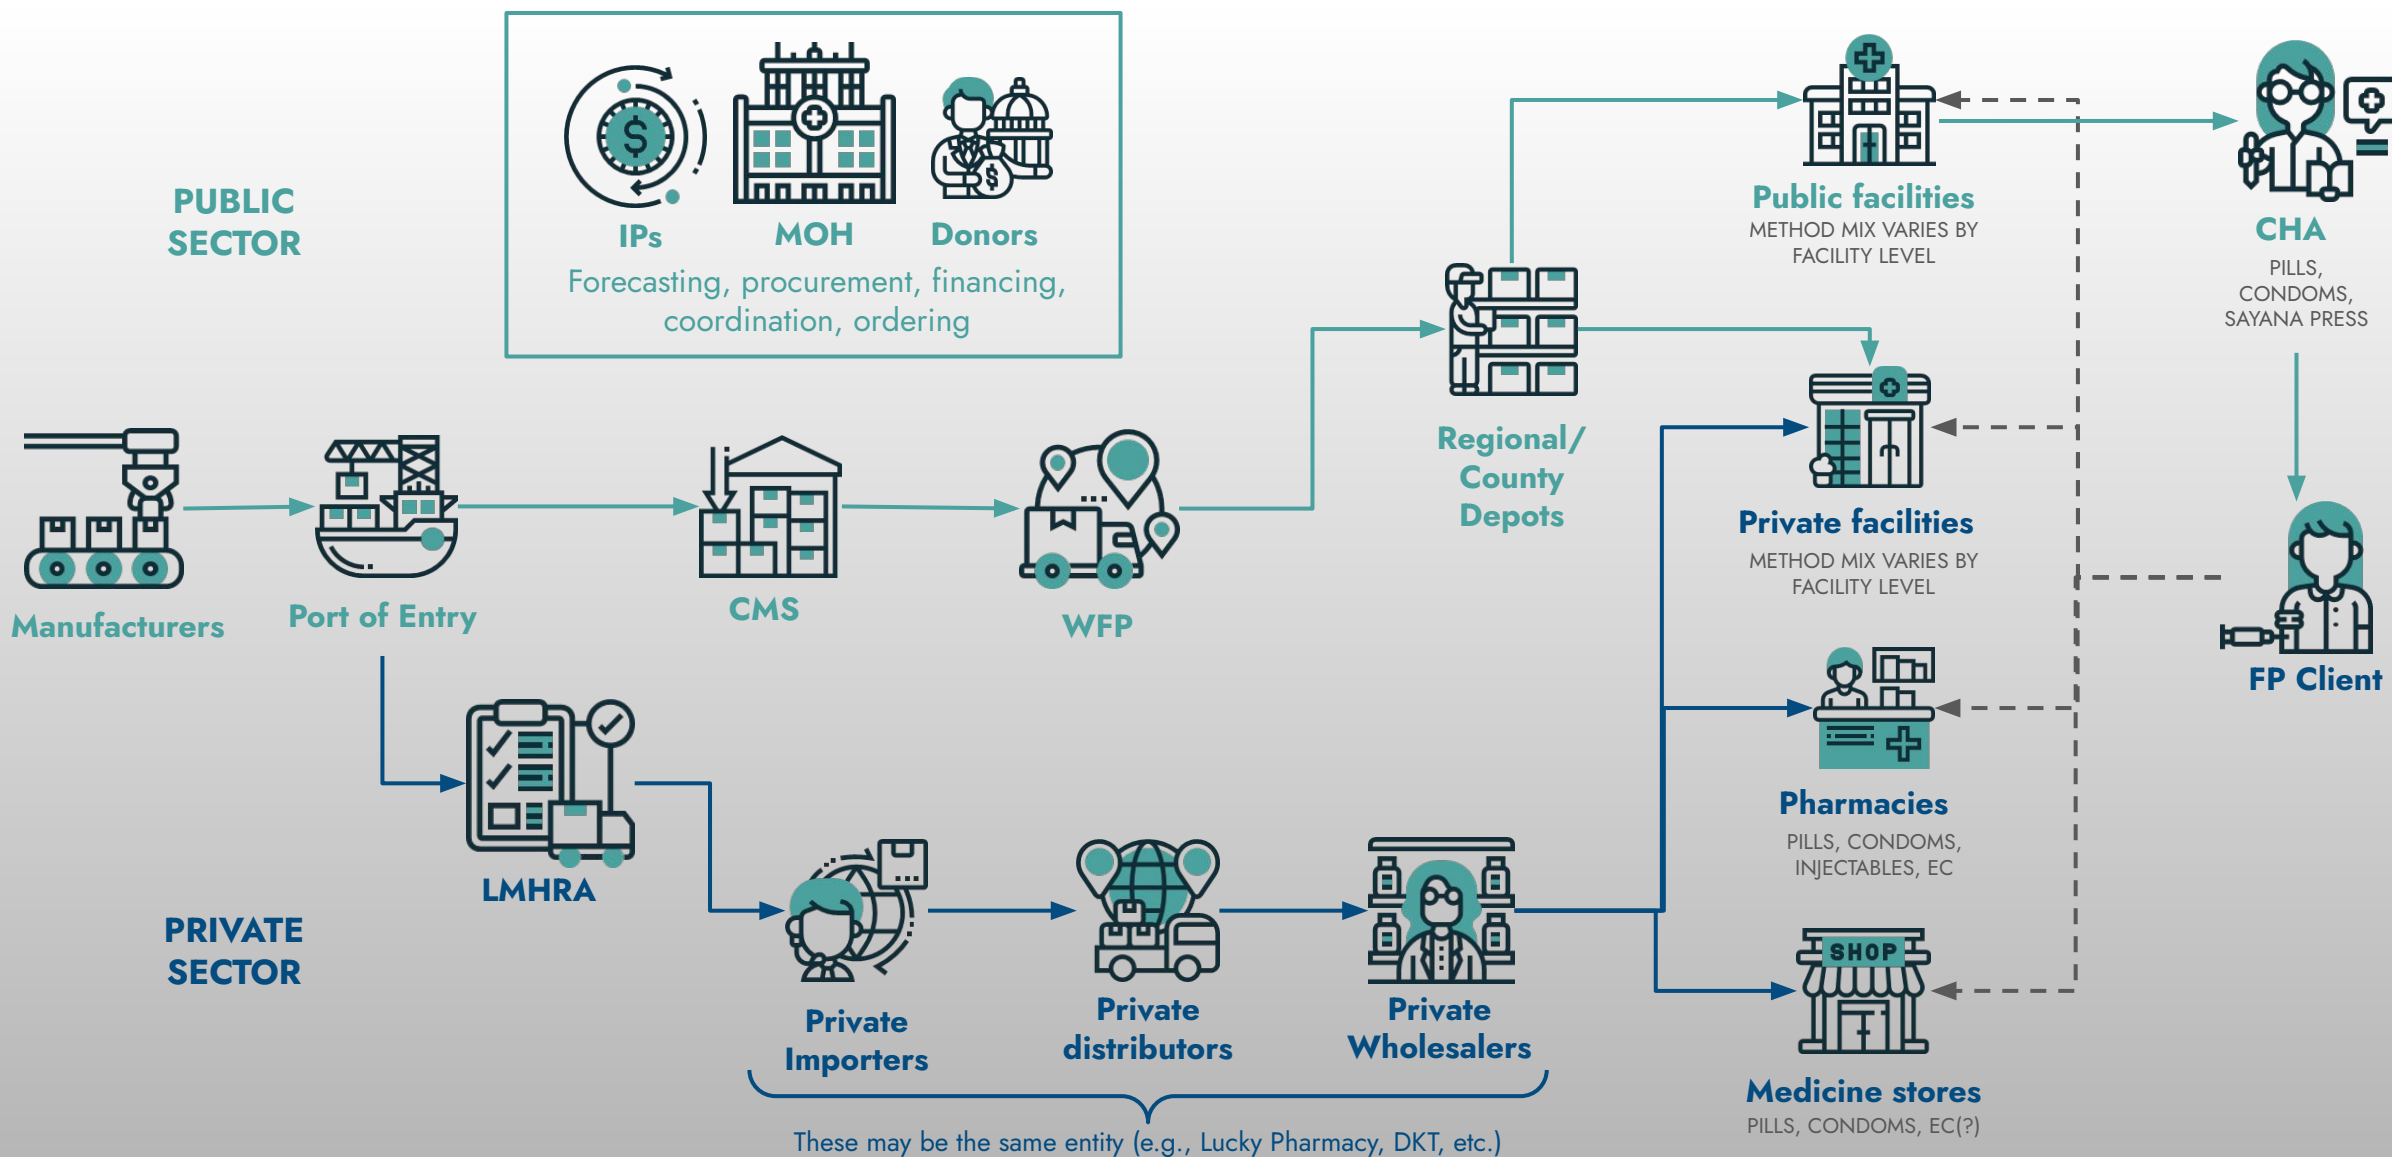 PUBLIC
SECTOR
IPs
MOH
Donors
Forecasting, procurement, financing,
coordination, ordering
Public facilities
METHOD MIX VARIES BY
FACILITY LEVEL
CHA
PILLS,
CONDOMS,
SAYANA PRESS
Manufacturers
Port of Entry
CMS
WFP
Regional/
County
Depots
Private facilities
METHOD MIX VARIES BY
FACILITY LEVEL
FP Client
Pharmacies
PILLS, CONDOMS,
INJECTABLES, EC
PRIVATE
SECTOR
LMHRA
Private
Importers
Private
distributors
Private
Wholesalers
These may be the same entity (e.g., Lucky Pharmacy, DKT, etc.)
SHOP
Medicine stores
PILLS, CONDOMS, EC(?)